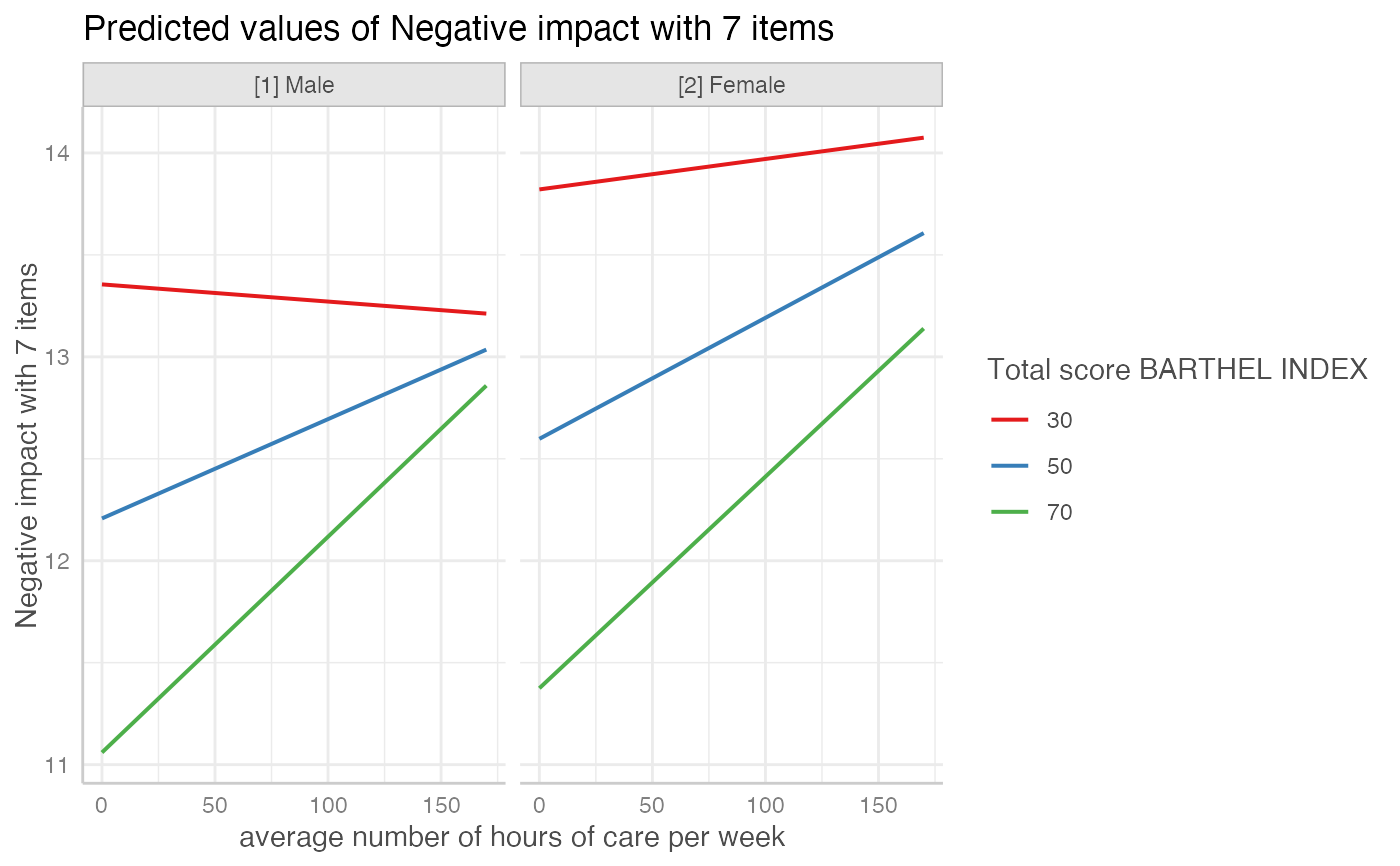 Predicted values of Negative impact with 7 items
[1] Male
[2] Female
14
13
12
11
Negative impact with 7 items
0 50 100 150
0 50 100 150
average number of hours of care per week
Total score BARTHEL INDEX
30
50
70